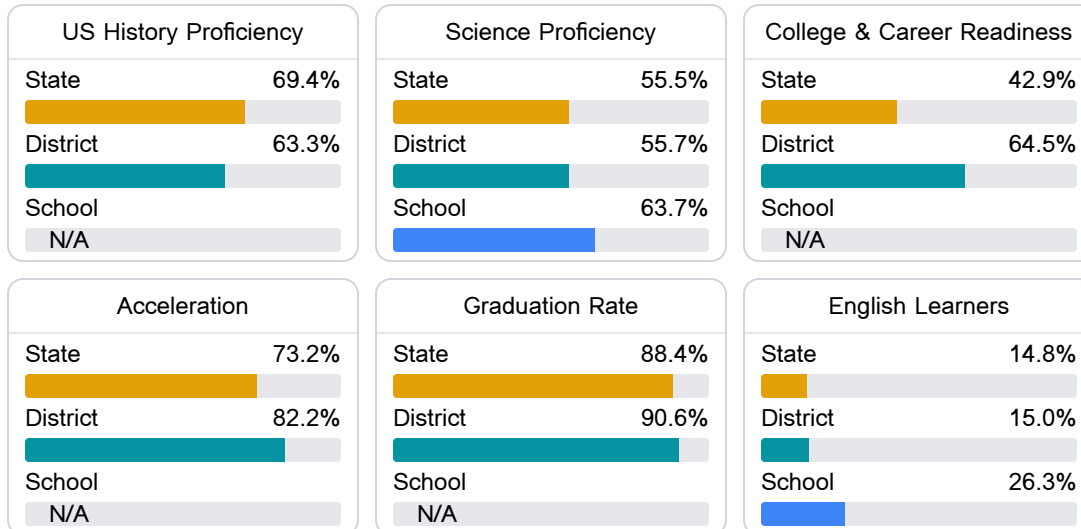 US History Proficiency
State 69.4%
District 63.3%
School
N/A
Science Proficiency
State 55.5%
District 55.7%
School 63.7%
College & Career Readiness
State 42.9%
District 64.5%
School
N/A
Acceleration
State 73.2%
District 82.2%
School
N/A
Graduation Rate
State 88.4%
District 90.6%
School
N/A
English Learners
State 14.8%
District 15.0%
School 26.3%